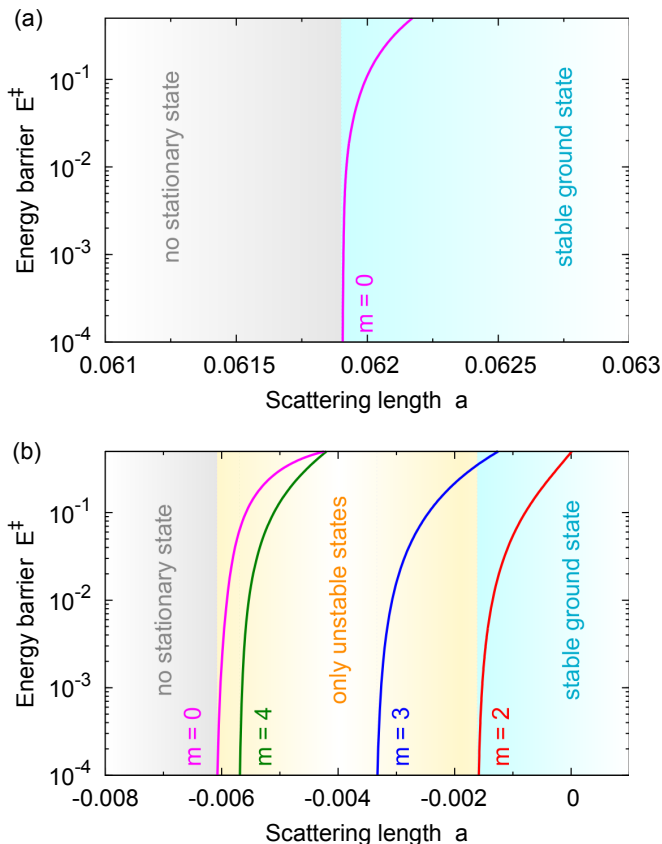 (a)
Energy barrier E‡
10⁻¹
10⁻²
10⁻³
10⁻⁴
no stationary state
m = 0
stable ground state
0.061
0.0615
0.062
0.0625
0.063
Scattering length a
(b)
Energy barrier E‡
10⁻¹
10⁻²
10⁻³
10⁻⁴
no stationary state
m = 0
m = 4
only unstable states
m = 3
m = 2
stable ground state
-0.008
-0.006
-0.004
-0.002
0
Scattering length a